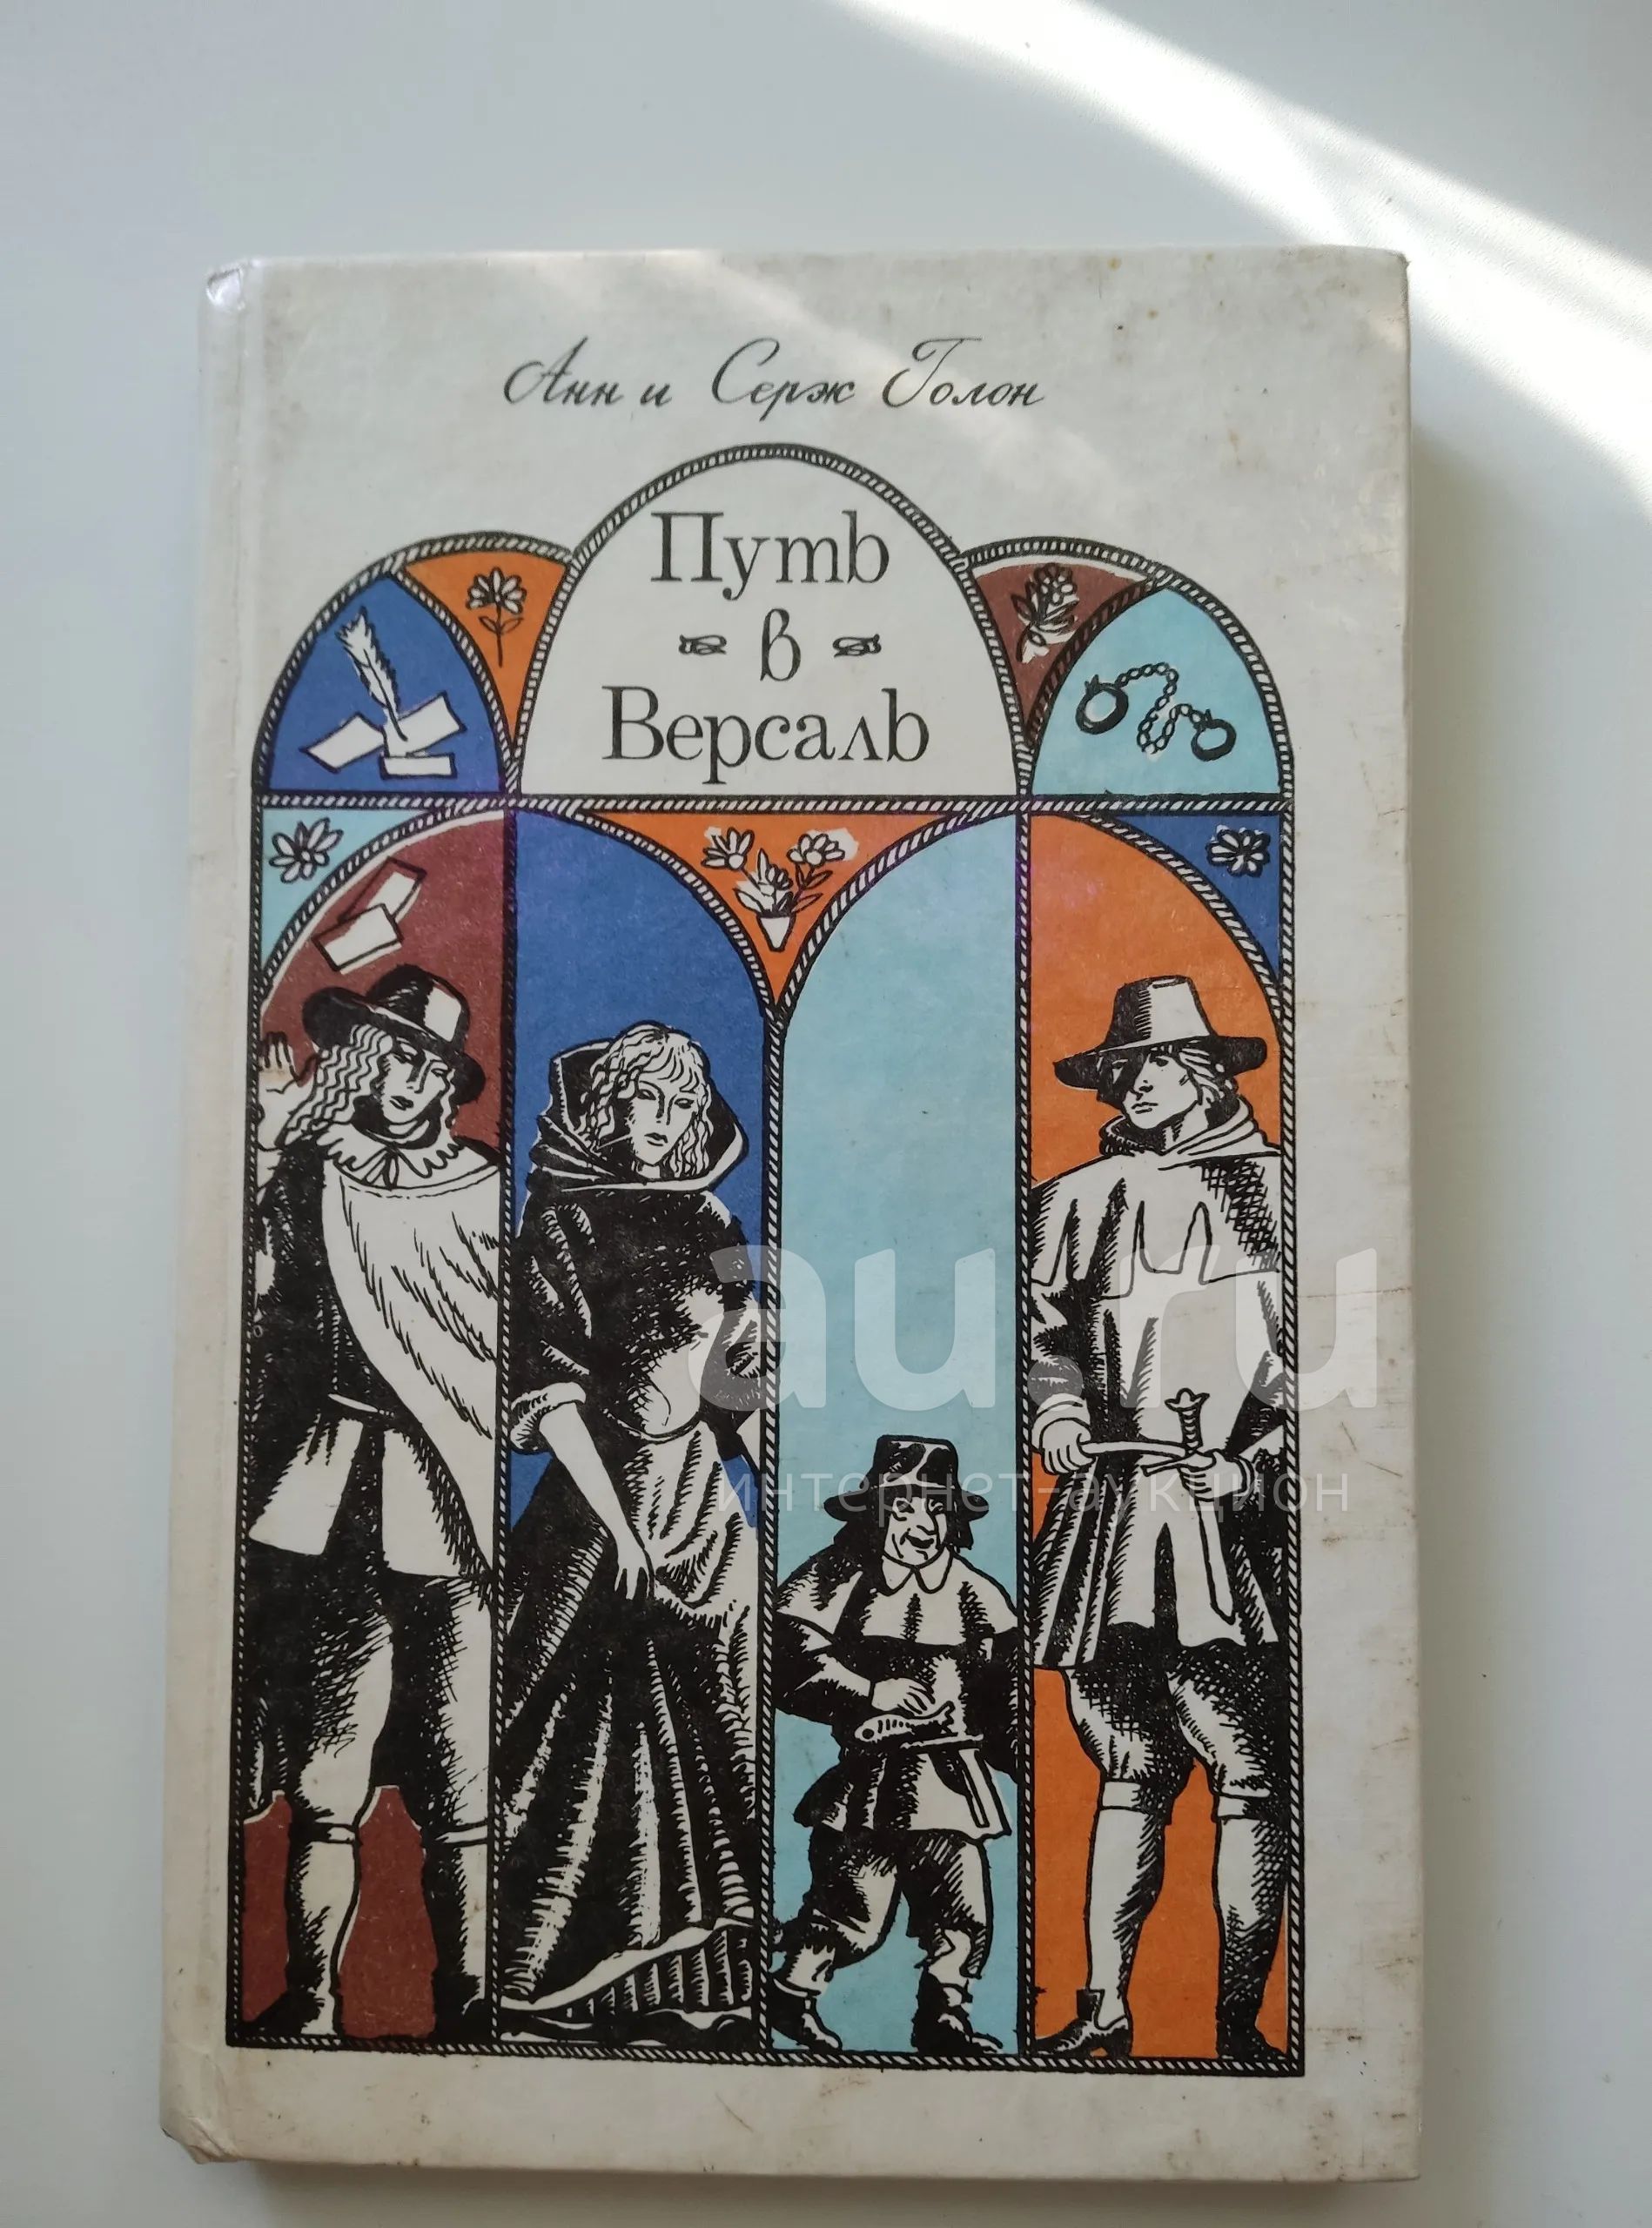 Анн и Серж Голон
Путь
в
Версаль
au.ru
интернет-аукцион